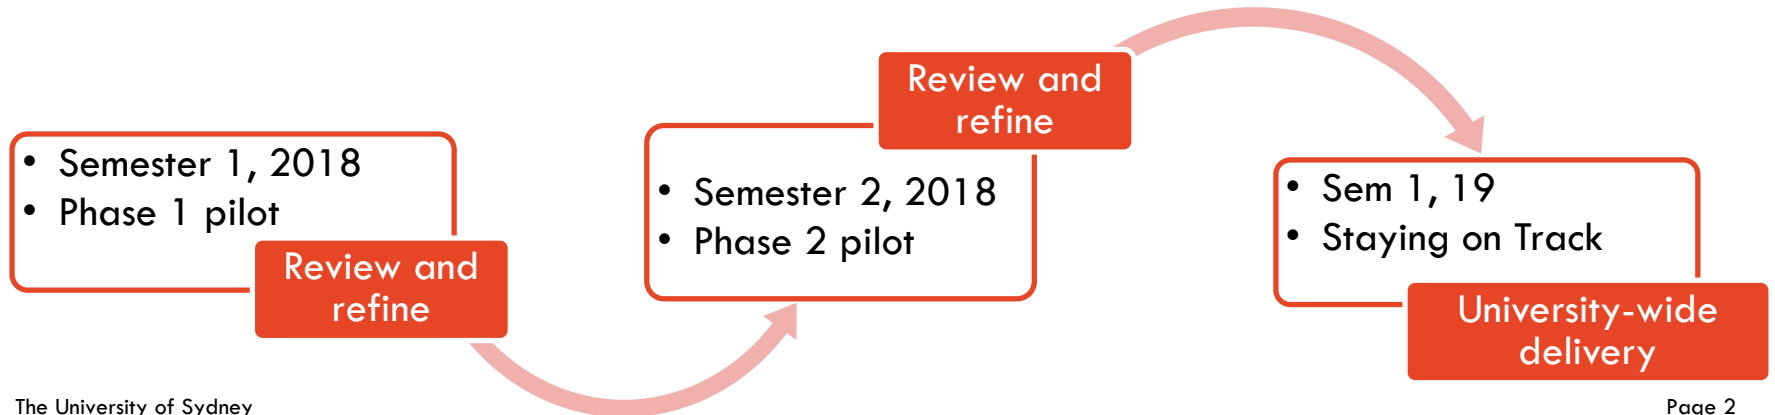 • Semester 1, 2018
• Phase 1 pilot
Review and
refine
• Semester 2, 2018
• Phase 2 pilot
Review and
refine
• Sem 1, 19
• Staying on Track
University-wide
delivery
The University of Sydney
Page 2